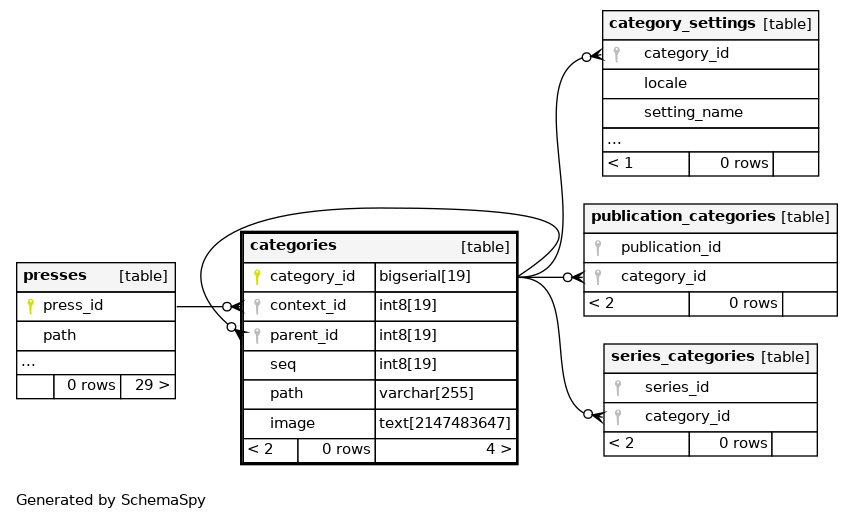 category_settings [table]
category_id
locale
setting_name
...
< 1 0 rows
publication_categories [table]
publication_id
category_id
< 2 0 rows
categories [table]
category_id bigserial[19]
context_id int8[19]
parent_id int8[19]
seq int8[19]
path varchar[255]
image text[2147483647]
< 2 0 rows 4 >
presses [table]
press_id
path
...
0 rows 29 >
series_categories [table]
series_id
category_id
< 2 0 rows
Generated by SchemaSpy